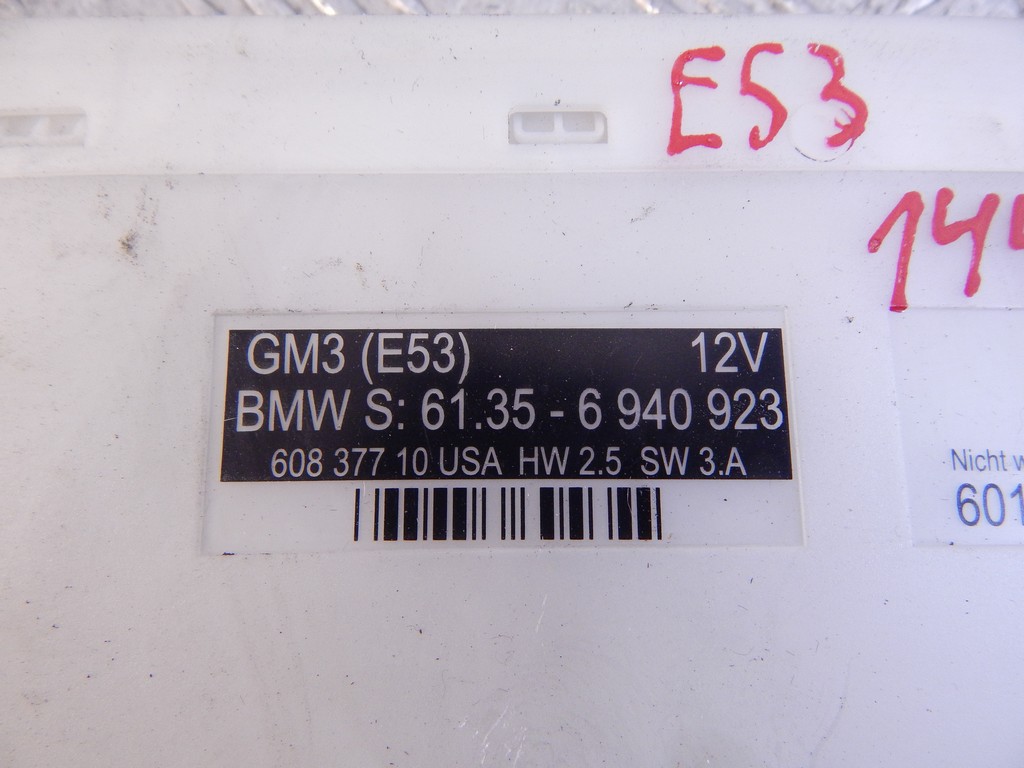 E53
GM3 (E53) 12V
BMW S: 61.35 - 6 940 923
608 377 10 USA HW 2.5 SW 3.A
Nicht